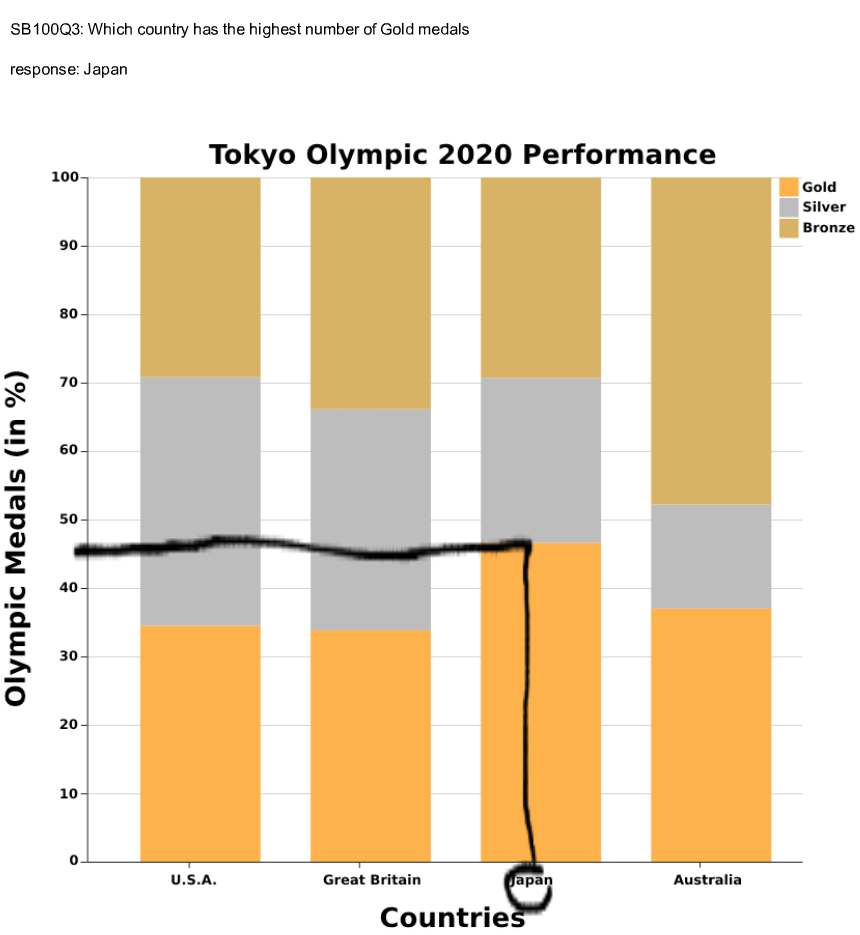 SB100Q3: Which country has the highest number of Gold medals
response: Japan
Tokyo Olympic 2020 Performance
Gold
Silver
Bronze
Olympic Medals (in %)
100
90
80
70
60
50
40
30
20
10
0
U.S.A. Great Britain Japan Australia
Countries